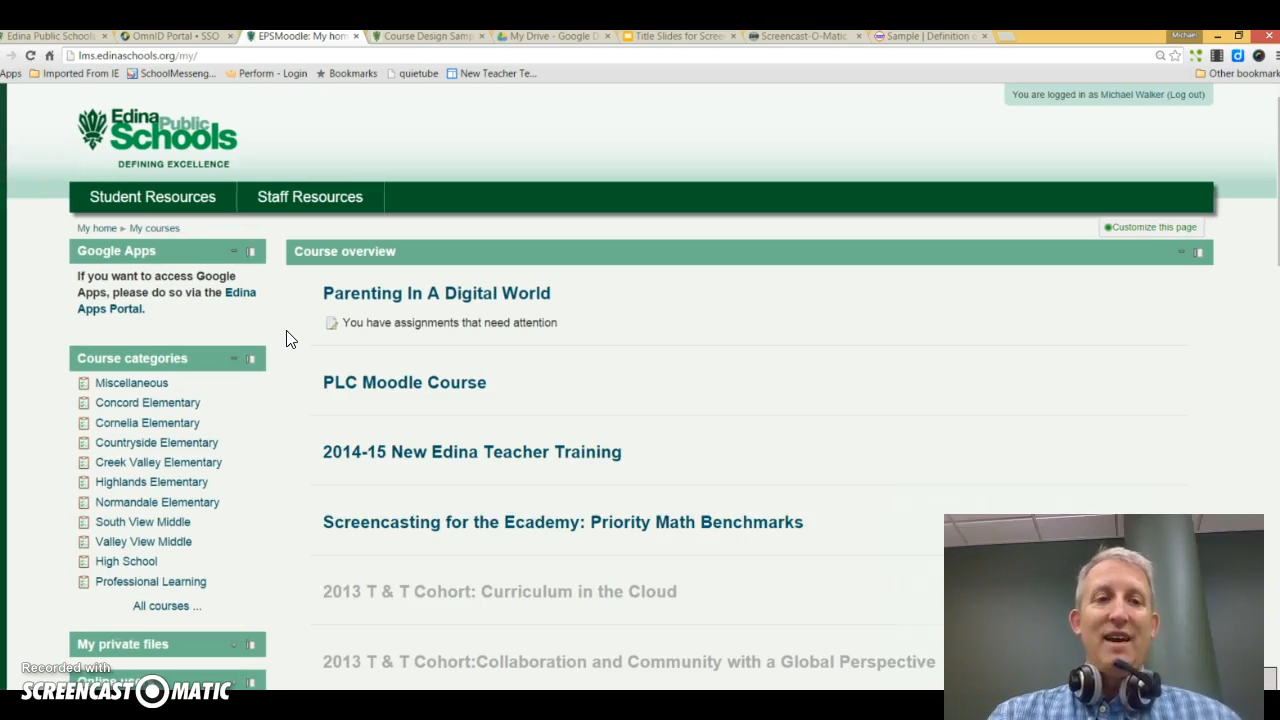 Edina Public Schools
OmnID Portal - SSO
EPSMoodle: My hom
Course Design Samp
My Drive - Google D
Title Slides for Scree
Screencast-O-Matic
Sample | Definition o
Michael
lms.edinaschools.org/my/
Apps
Imported From IE
SchoolMesseng...
Perform - Login
Bookmarks
quietube
New Teacher Te...
Other bookmark
You are logged in as Michael Walker (Log out)
Edina Public Schools
DEFINING EXCELLENCE
Student Resources
Staff Resources
My home ► My courses
Customize this page
Google Apps
If you want to access Google
Apps, please do so via the Edina
Apps Portal.
Course categories
Miscellaneous
Concord Elementary
Cornelia Elementary
Countryside Elementary
Creek Valley Elementary
Highlands Elementary
Normandale Elementary
South View Middle
Valley View Middle
High School
Professional Learning
All courses ...
My private files
Course overview
Parenting In A Digital World
You have assignments that need attention
PLC Moodle Course
2014-15 New Edina Teacher Training
Screencasting for the Ecademy: Priority Math Benchmarks
2013 T & T Cohort: Curriculum in the Cloud
2013 T & T Cohort:Collaboration and Community with a Global Perspective
Recorded with
SCREENCAST-O-MATIC